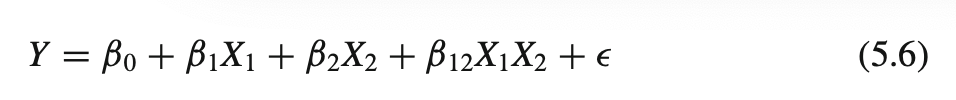 Y = β₀ + β₁X₁ + β₂X₂ + β₁₂X₁X₂ + ϵ (5.6)